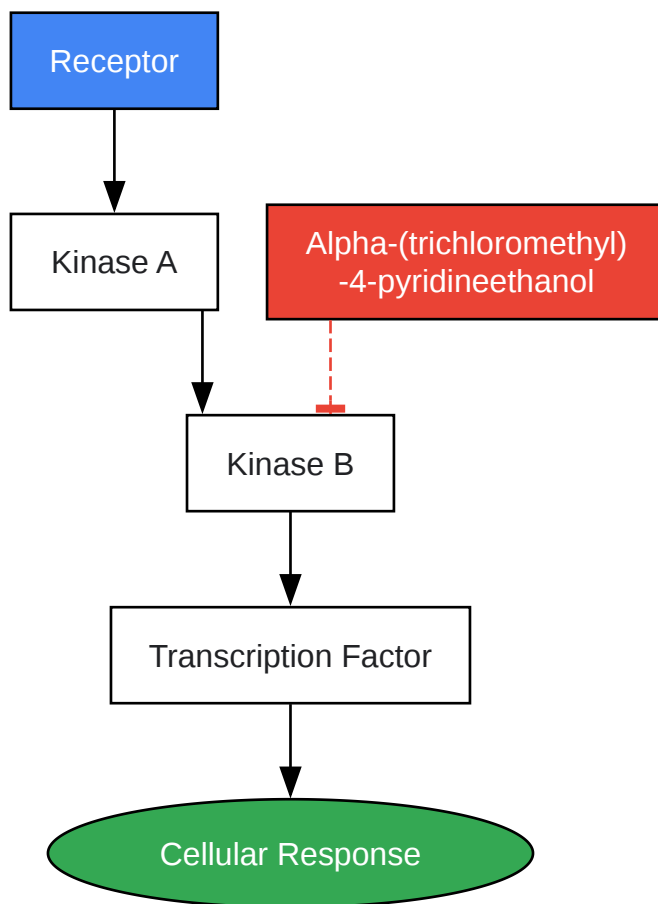 Receptor
Kinase A
Alpha-(trichloromethyl)
-4-pyridineethanol
Kinase B
Transcription Factor
Cellular Response